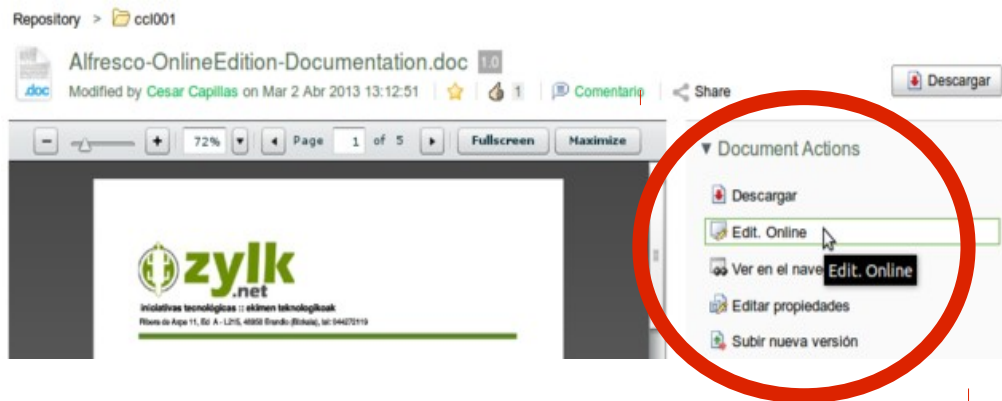 Repository > ccl001
Alfresco-OnlineEdition-Documentation.doc 1.0
.doc
Modified by Cesar Capillas on Mar 2 Abr 2013 13:12:51 1 Comentario Share
Descargar
72% Page 1 of 5 Fullscreen Maximize
Document Actions
Descargar
Edit. Online
Ver en el nave
Edit. Online
Editar propiedades
Subir nueva versión
zylk
.net
iniciativas tecnológicas :: ekimen teknologikoak